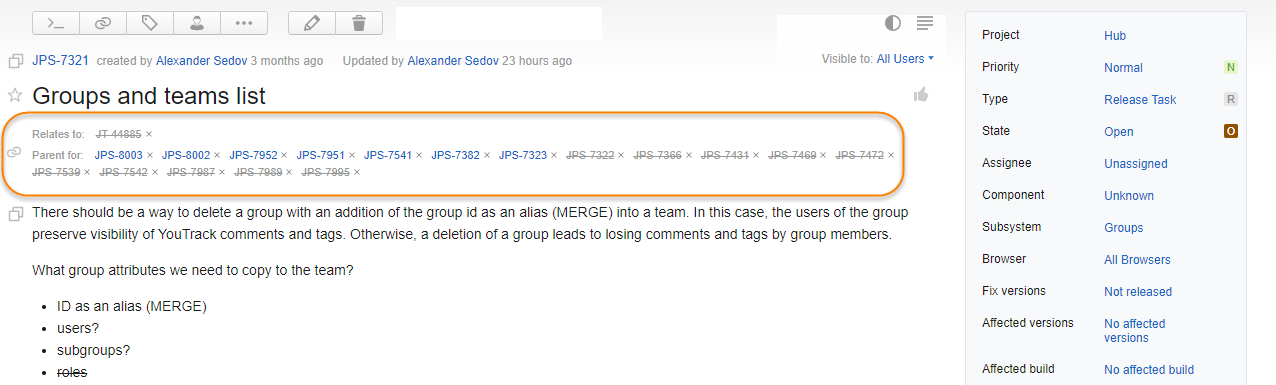 >_
JPS-7321 created by Alexander Sedov 3 months ago Updated by Alexander Sedov 23 hours ago Visible to: All Users
Groups and teams list
Relates to: JT-44885 ×
Parent for: JPS-8003 × JPS-8002 × JPS-7952 × JPS-7951 × JPS-7541 × JPS-7382 × JPS-7323 × JPS-7322 × JPS-7366 × JPS-7431 × JPS-7469 × JPS-7472 ×
JPS-7539 × JPS-7542 × JPS-7987 × JPS-7989 × JPS-7995 ×
There should be a way to delete a group with an addition of the group id as an alias (MERGE) into a team. In this case, the users of the group
preserve visibility of YouTrack comments and tags. Otherwise, a deletion of a group leads to losing comments and tags by group members.
What group attributes we need to copy to the team?
• ID as an alias (MERGE)
• users?
• subgroups?
• roles
Project Hub
Priority Normal N
Type Release Task R
State Open O
Assignee Unassigned
Component Unknown
Subsystem Groups
Browser All Browsers
Fix versions Not released
Affected versions No affected
versions
Affected build No affected build